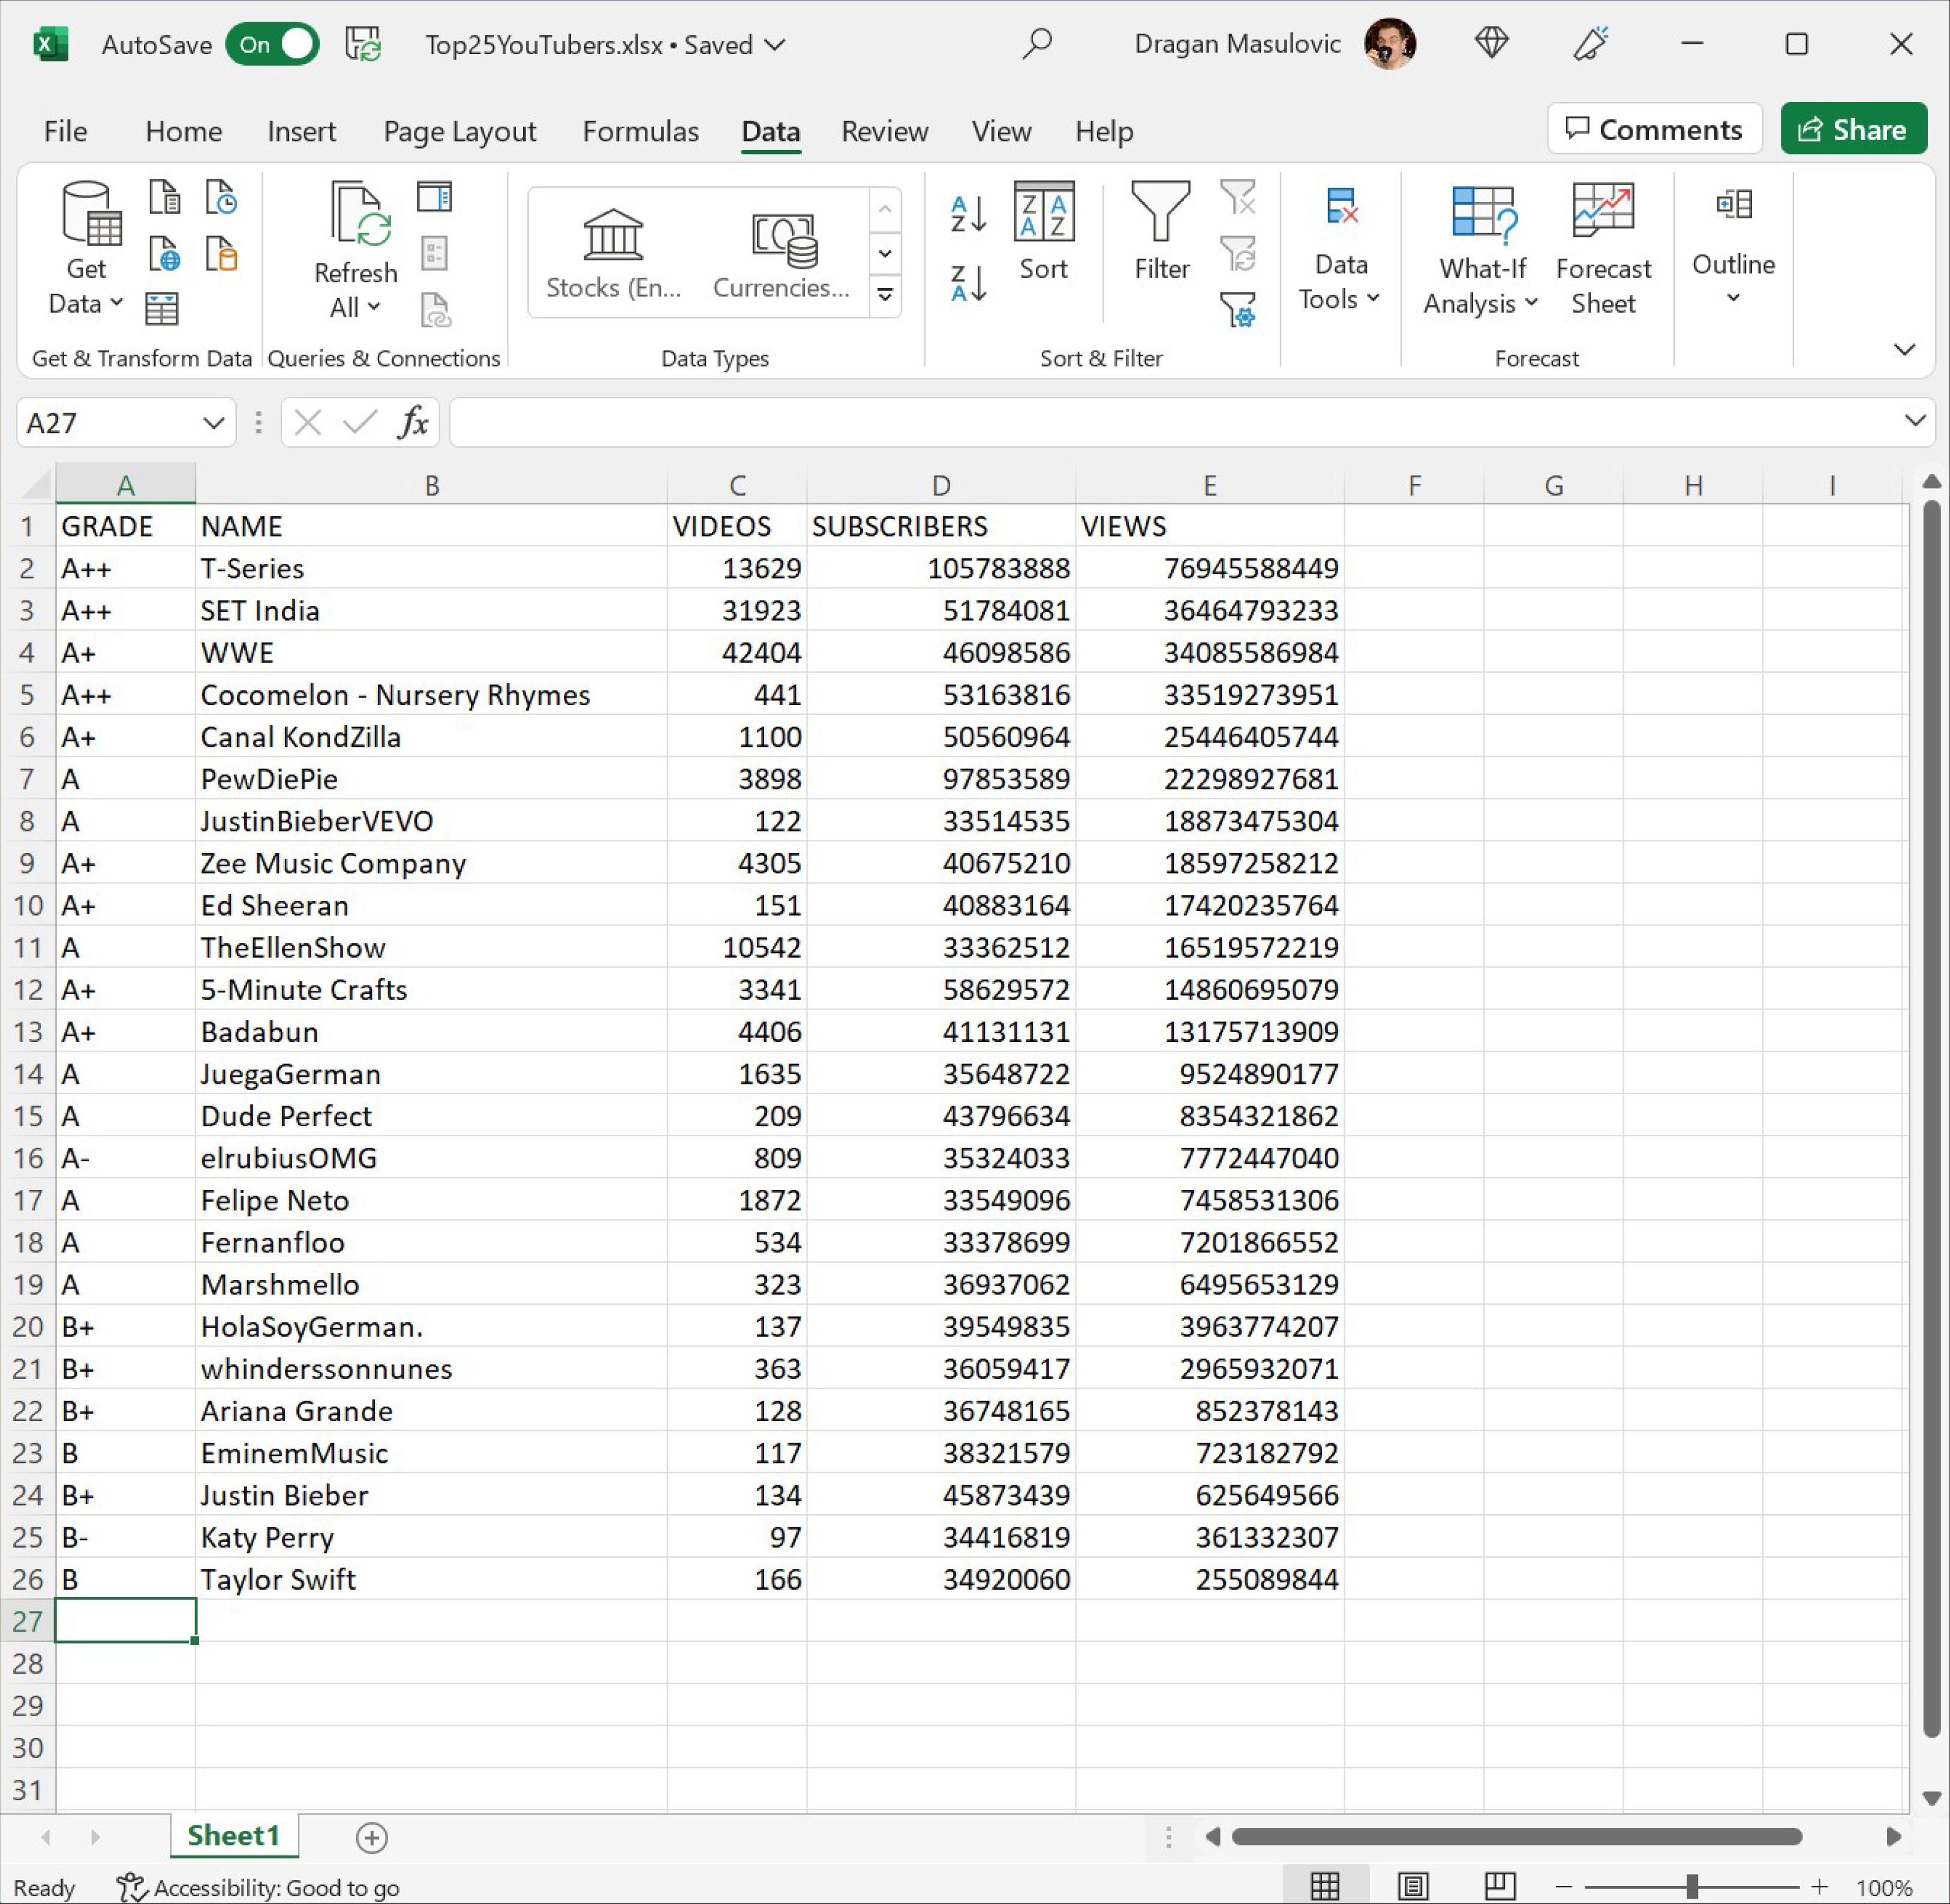 AutoSave On Top25YouTubers.xlsx • Saved Dragan Masulovic
File Home Insert Page Layout Formulas Data Review View Help Comments Share
Get Data Refresh All Stocks (En... Currencies... Sort Filter Data Tools What-If Analysis Forecast Sheet Outline
Get & Transform Data Queries & Connections Data Types Sort & Filter Forecast
A27 fx
A B C D E F G H I
1 GRADE NAME VIDEOS SUBSCRIBERS VIEWS
2 A++ T-Series 13629 105783888 76945588449
3 A++ SET India 31923 51784081 36464793233
4 A+ WWE 42404 46098586 34085586984
5 A++ Cocomelon - Nursery Rhymes 441 53163816 33519273951
6 A+ Canal KondZilla 1100 50560964 25446405744
7 A PewDiePie 3898 97853589 22298927681
8 A JustinBieberVEVO 122 33514535 18873475304
9 A+ Zee Music Company 4305 40675210 18597258212
10 A+ Ed Sheeran 151 40883164 17420235764
11 A TheEllenShow 10542 33362512 16519572219
12 A+ 5-Minute Crafts 3341 58629572 14860695079
13 A+ Badabun 4406 41131131 13175713909
14 A JuegaGerman 1635 35648722 9524890177
15 A Dude Perfect 209 43796634 8354321862
16 A- elrubiusOMG 809 35324033 7772447040
17 A Felipe Neto 1872 33549096 7458531306
18 A Fernanfloo 534 33378699 7201866552
19 A Marshmello 323 36937062 6495653129
20 B+ HolaSoyGerman. 137 39549835 3963774207
21 B+ whinderssonnunes 363 36059417 2965932071
22 B+ Ariana Grande 128 36748165 852378143
23 B EminemMusic 117 38321579 723182792
24 B+ Justin Bieber 134 45873439 625649566
25 B- Katy Perry 97 34416819 361332307
26 B Taylor Swift 166 34920060 255089844
27
28
29
30
31
Sheet1
Ready Accessibility: Good to go 100%